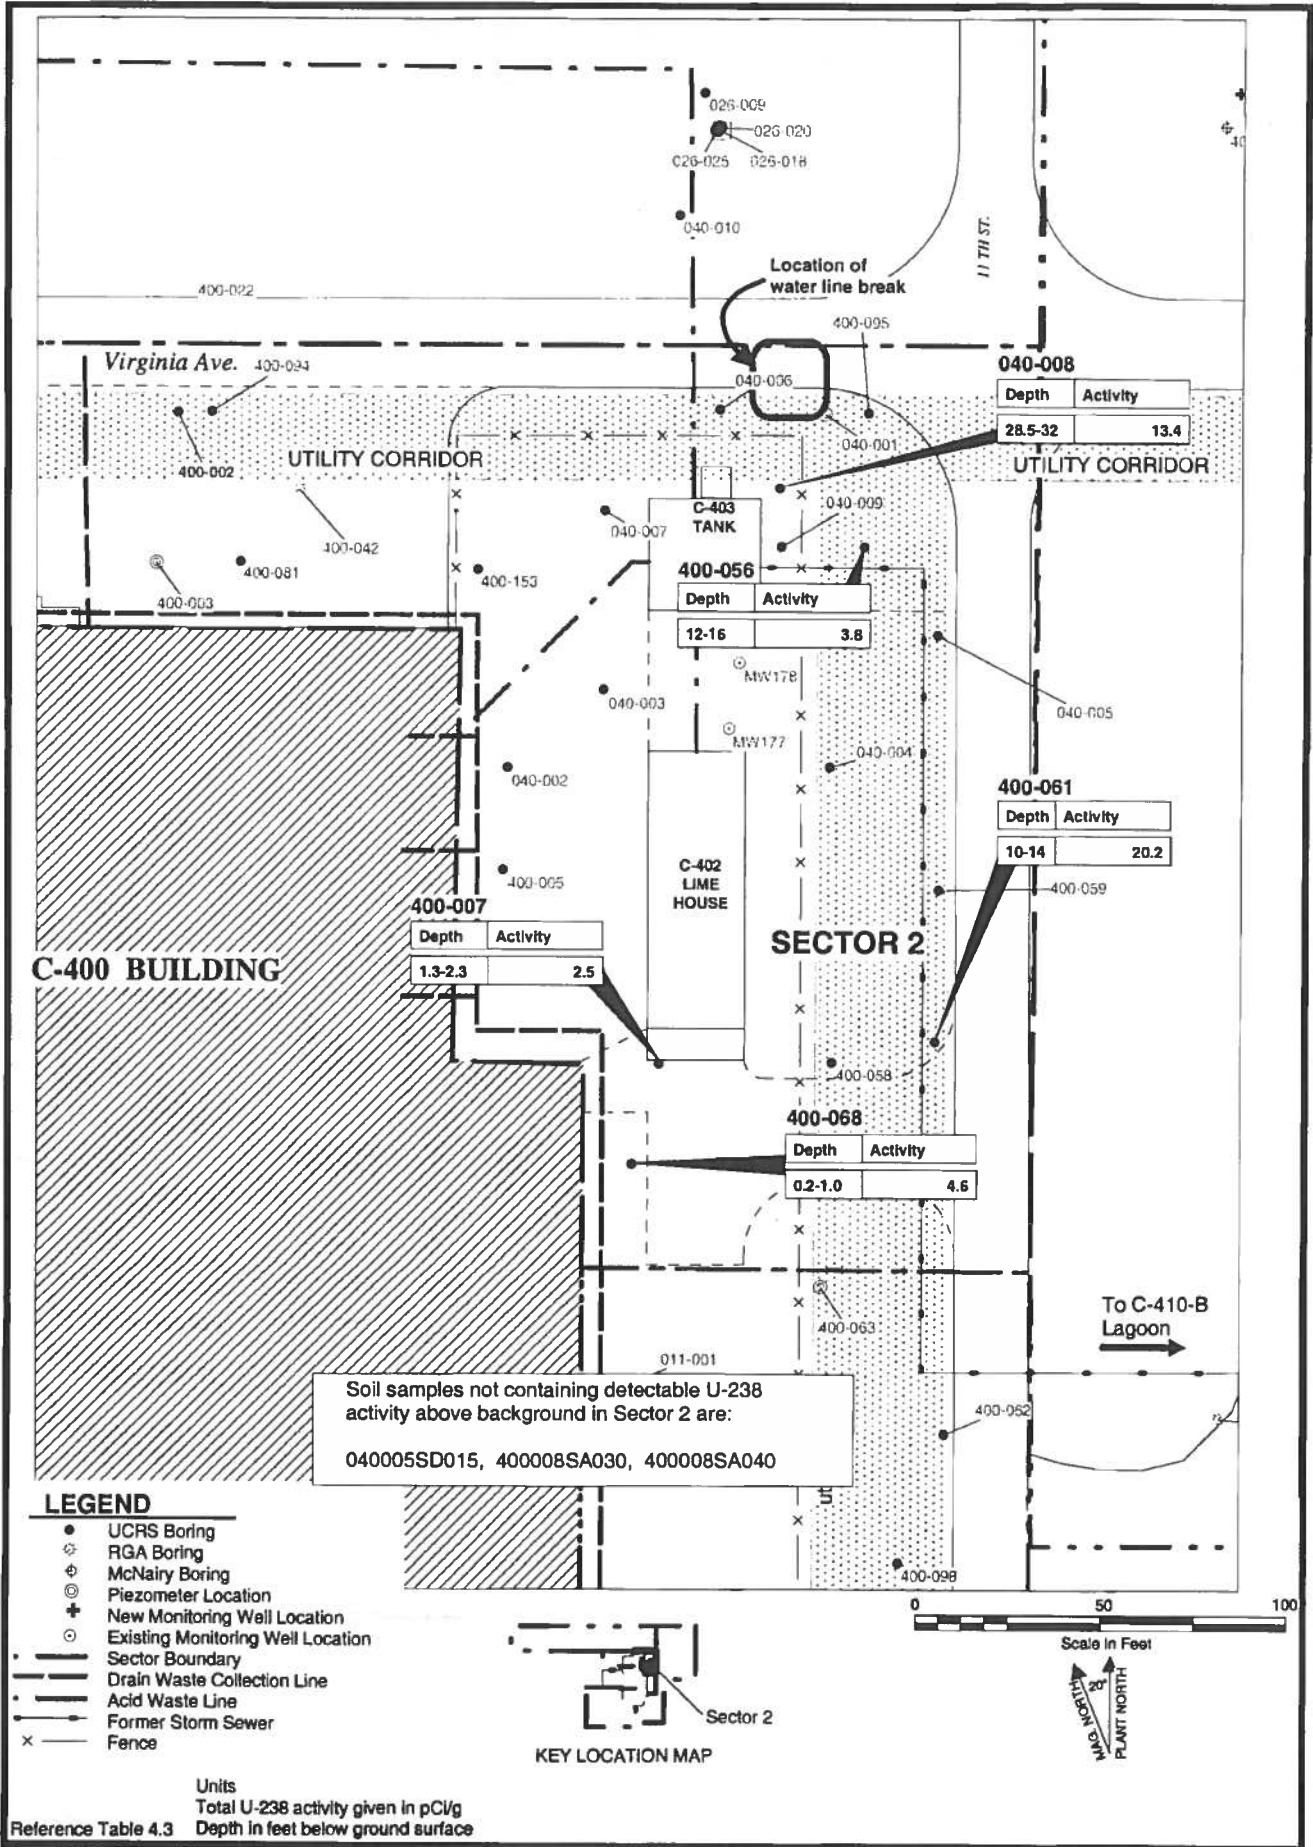 026-009
026-020
C26-025 026-018
040-010
11 TH ST.
Location of
water line break
400-022
400-095
Virginia Ave. 400-094
040-006
040-008
Depth Activity
28.5-32 13.4
040-001
400-002
UTILITY CORRIDOR
UTILITY CORRIDOR
C-403
TANK
040-009
040-007
400-042
400-081
400-153
400-003
400-056
Depth Activity
12-16 3.8
MW178
040-003
040-005
MW177
040-004
040-002
400-061
Depth Activity
10-14 20.2
C-402
LIME
HOUSE
400-005
400-059
400-007
Depth Activity
1.3-2.3 2.5
SECTOR 2
C-400 BUILDING
400-058
400-068
Depth Activity
0.2-1.0 4.6
To C-410-B
Lagoon
400-063
011-001
Soil samples not containing detectable U-238
activity above background in Sector 2 are:
040005SD015, 400008SA030, 400008SA040
400-062
400-098
LEGEND
UCRS Boring
RGA Boring
McNairy Boring
Piezometer Location
New Monitoring Well Location
Existing Monitoring Well Location
Sector Boundary
Drain Waste Collection Line
Acid Waste Line
Former Storm Sewer
Fence
0 50 100
Scale in Feet
MAG. NORTH
20°
PLANT NORTH
Sector 2
KEY LOCATION MAP
Units
Total U-238 activity given in pCi/g
Reference Table 4.3 Depth in feet below ground surface